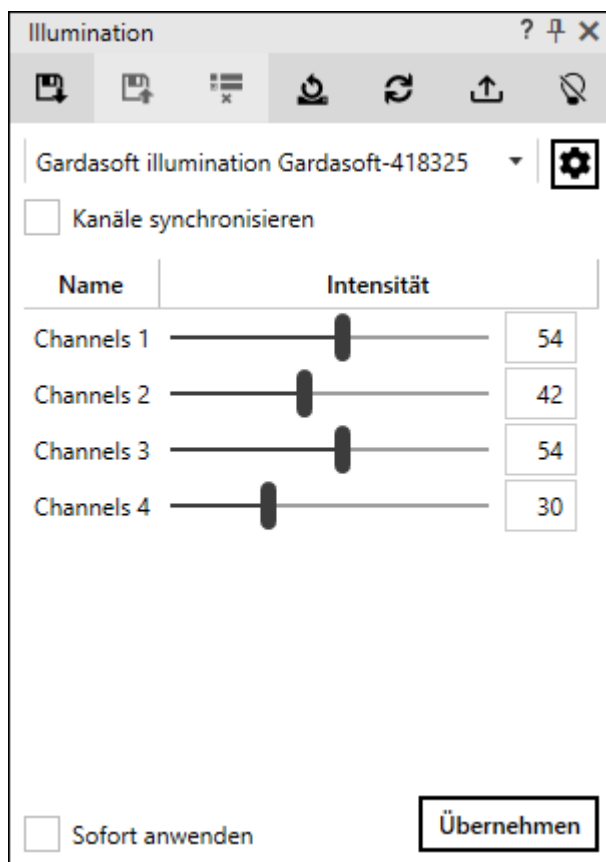 Illumination ?
Gardasoft illumination Gardasoft-418325
Kanäle synchronisieren
Name Intensität
Channels 1 54
Channels 2 42
Channels 3 54
Channels 4 30
Sofort anwenden Übernehmen